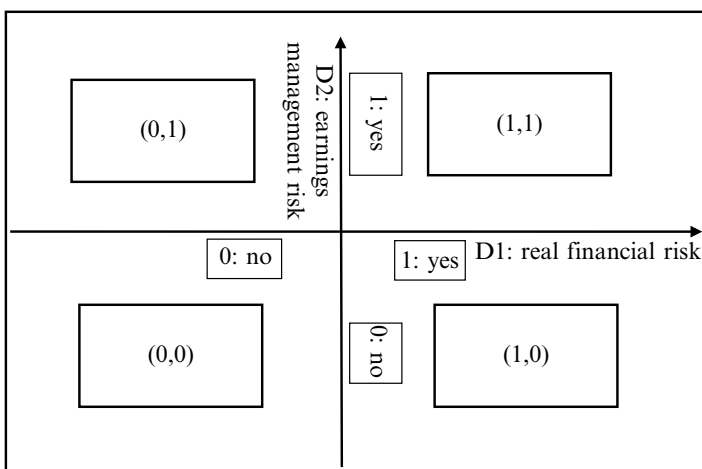 D2: earnings
management risk
1: yes
(0,1)
(1,1)
0: no
1: yes
D1: real financial risk
0: no
(0,0)
(1,0)